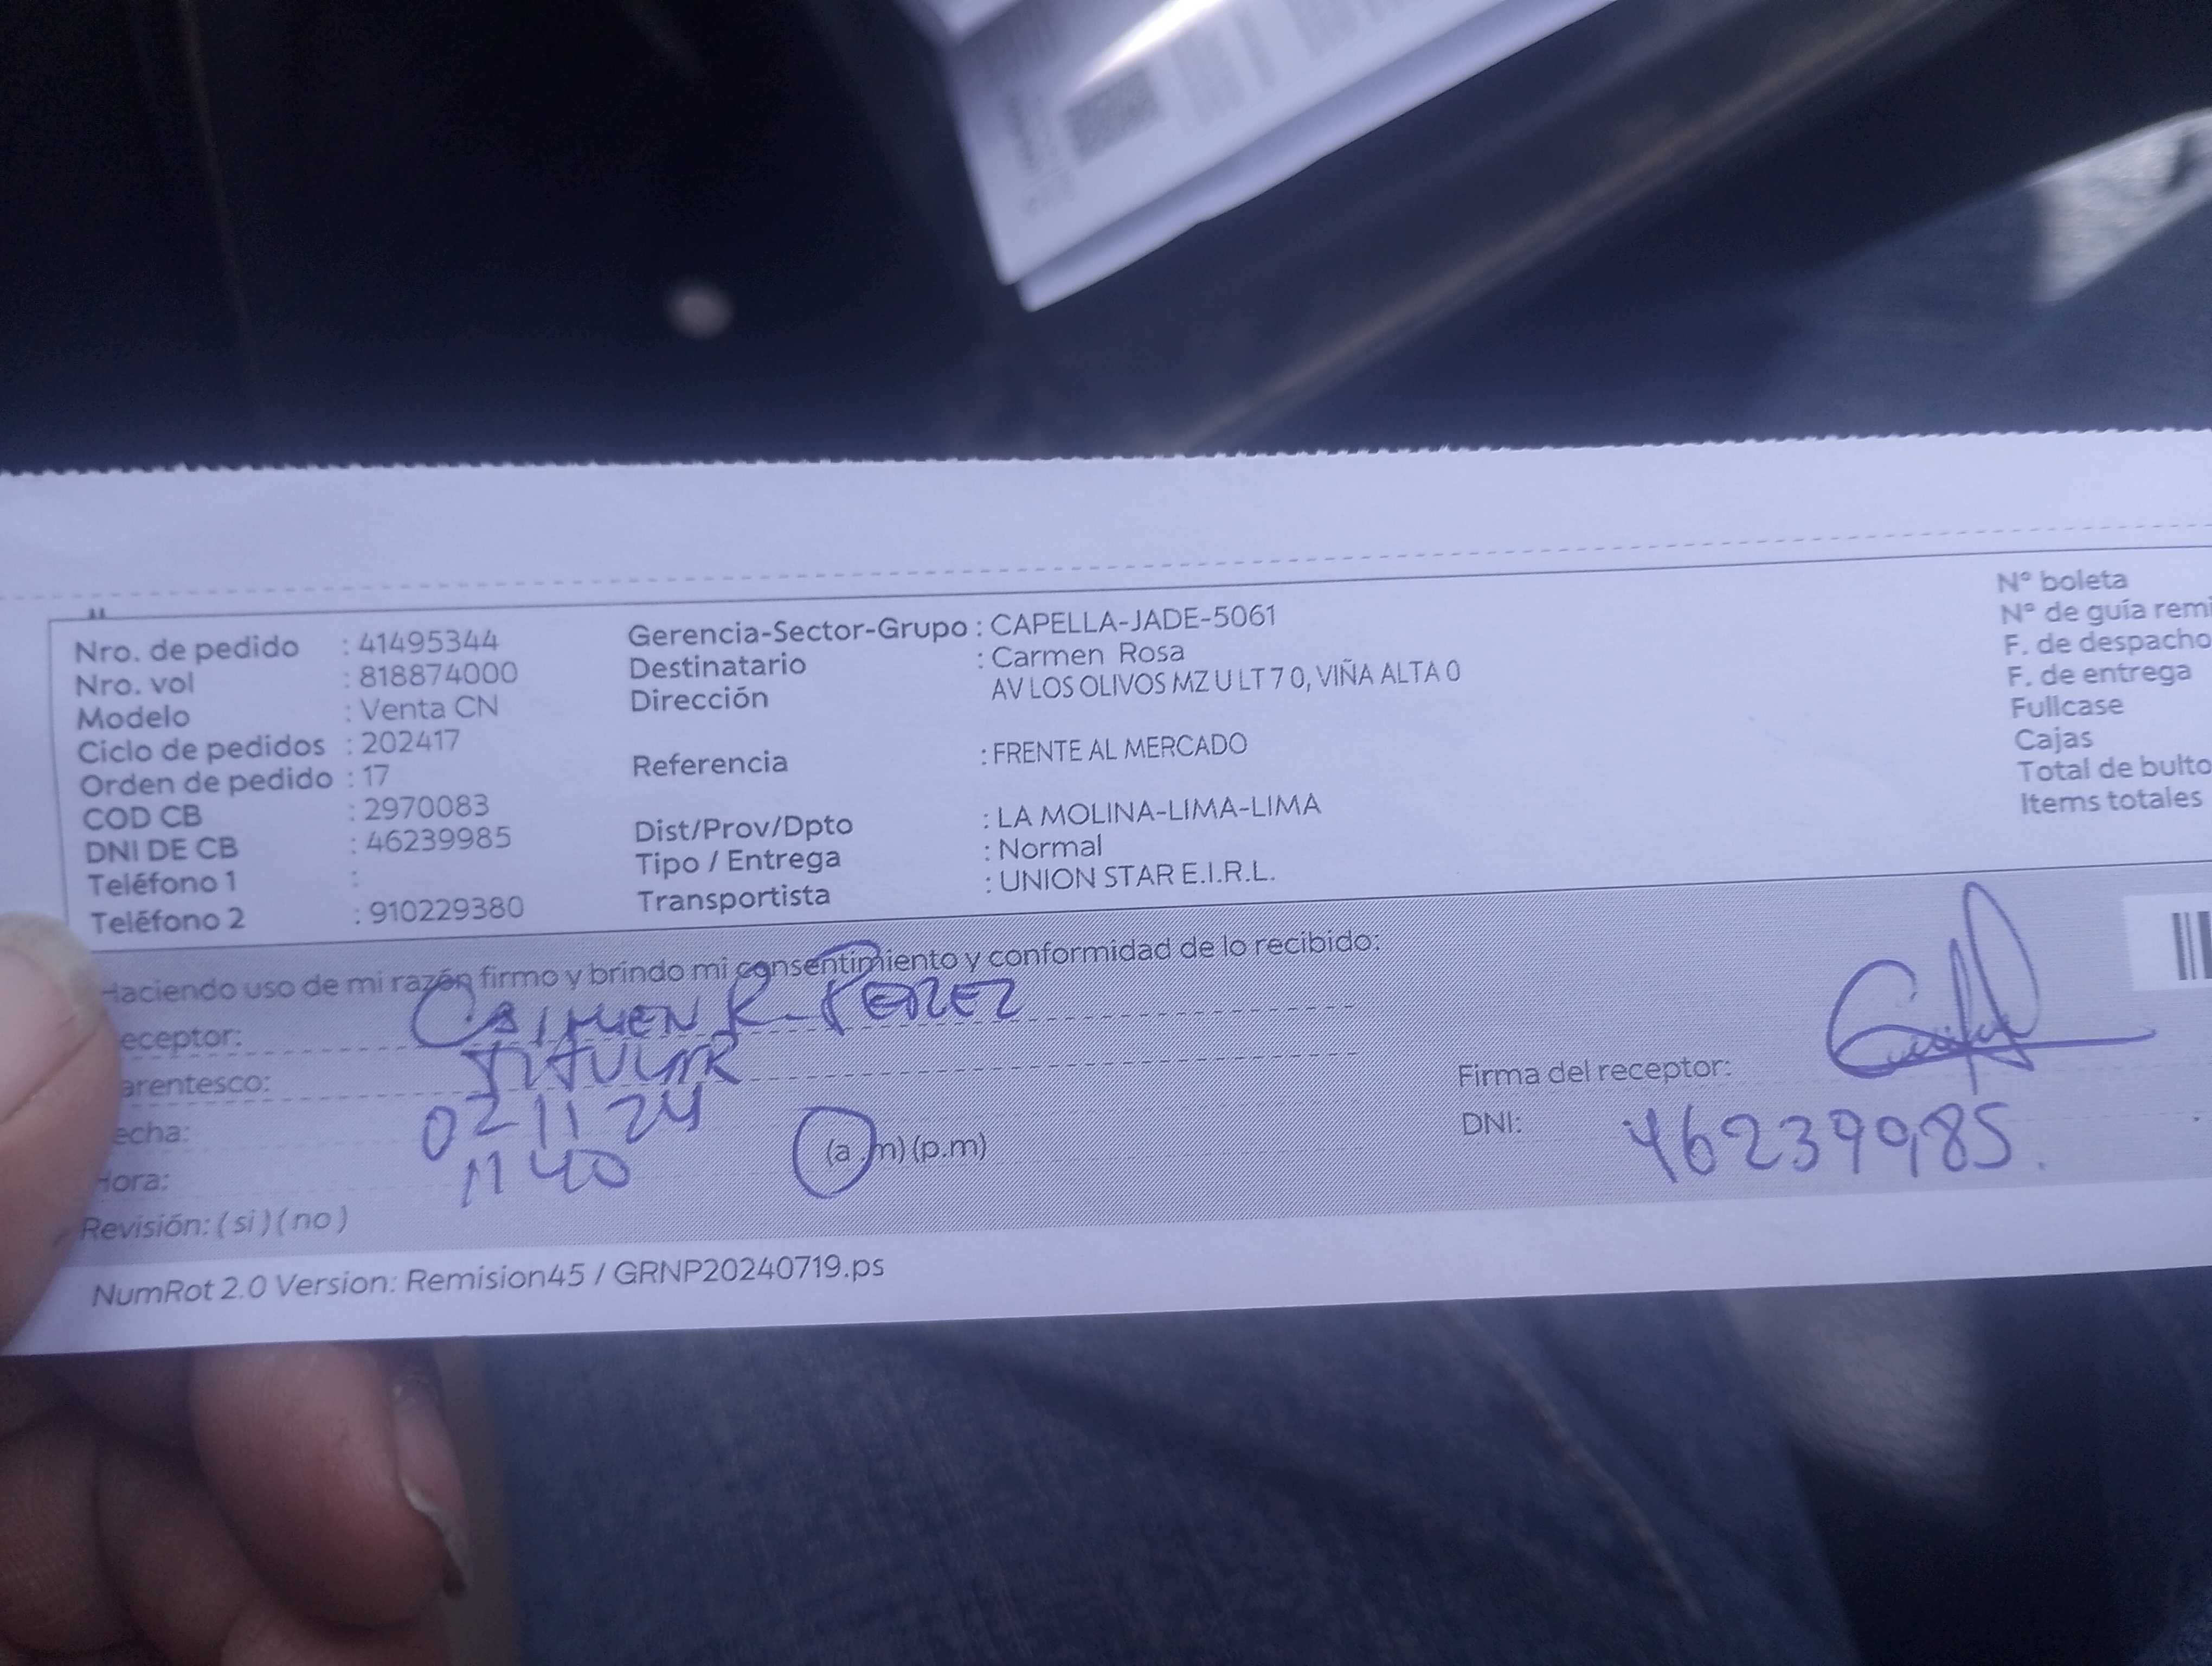 Nro. de pedido : 41495344
Nro. vol : 818874000
Modelo : Venta CN
Ciclo de pedidos : 202417
Orden de pedido : 17
COD CB : 2970083
DNI DE CB : 46239985
Teléfono 1 :
Teléfono 2 : 910229380
Gerencia-Sector-Grupo : CAPELLA-JADE-5061
Destinatario : Carmen Rosa
Dirección AV LOS OLIVOS MZ U LT 7 0, VIÑA ALTA 0
Referencia : FRENTE AL MERCADO
Dist/Prov/Dpto : LA MOLINA-LIMA-LIMA
Tipo / Entrega : Normal
Transportista : UNION STAR E.I.R.L.
N° boleta
N° de guía remi
F. de despacho
F. de entrega
Fullcase
Cajas
Total de bulto
Items totales
Haciendo uso de mi razón firmo y brindo mi consentimiento y conformidad de lo recibido:
eceptor: CARMEN R. PEREZ
arentesco: TITULAR
echa: 02 11 24
Hora: 11 40 (a.m) (p.m)
Revisión: ( si ) ( no )
Firma del receptor:
DNI: 46239985.
NumRot 2.0 Version: Remision45 / GRNP20240719.ps